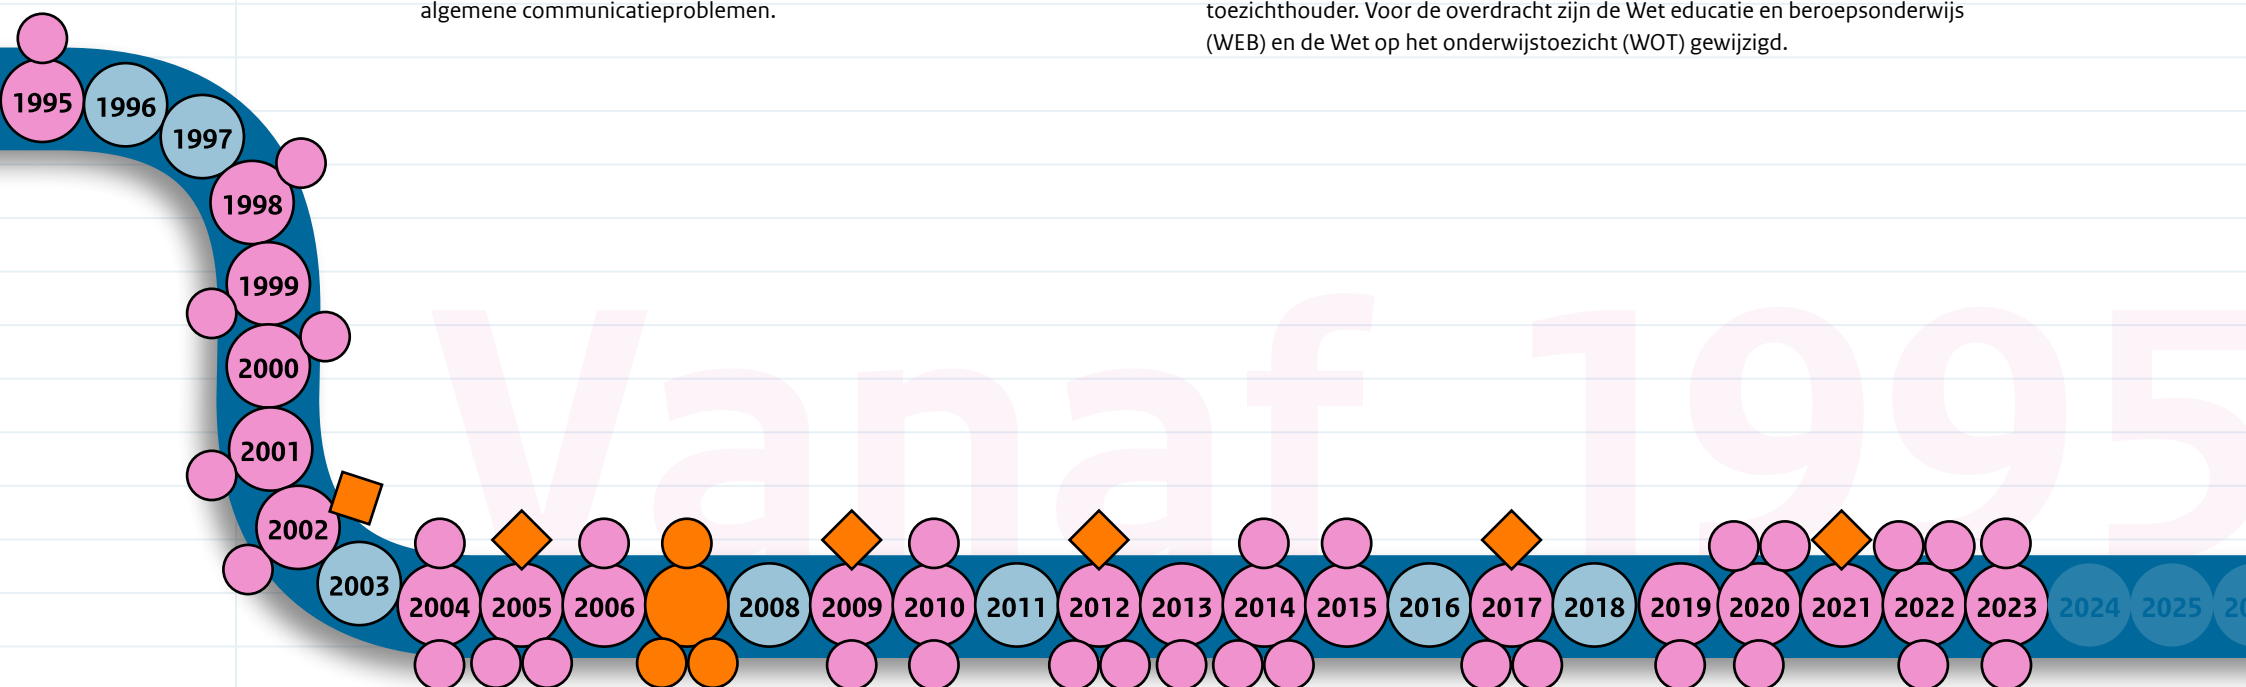 algemene communicatieproblemen.
toezichthouder. Voor de overdracht zijn de Wet educatie en beroepsonderwijs
(WEB) en de Wet op het onderwijstoezicht (WOT) gewijzigd.
1995
1996
1997
1998
1999
2000
2001
2002
2003
Vanaf 1995
2004 2005 2006 2008 2009 2010 2011 2012 2013 2014 2015 2016 2017 2018 2019 2020 2021 2022 2023 2024 2025